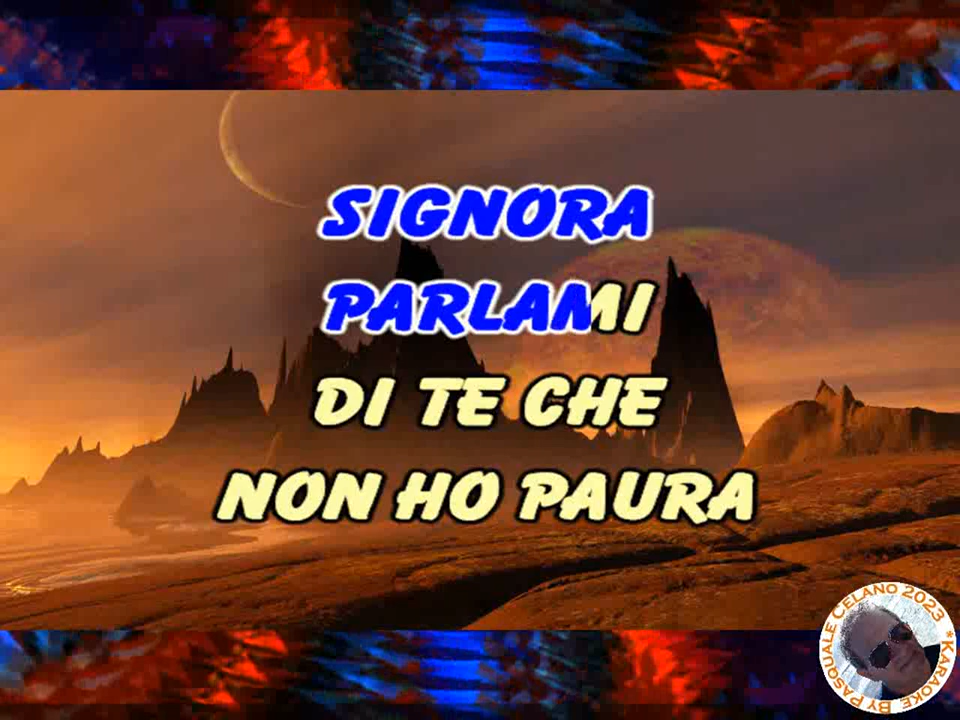 SIGNORA
PARLAMI
DI TE CHE
NON HO PAURA
*KARAOKE BY PASQUALE CELANO 2023